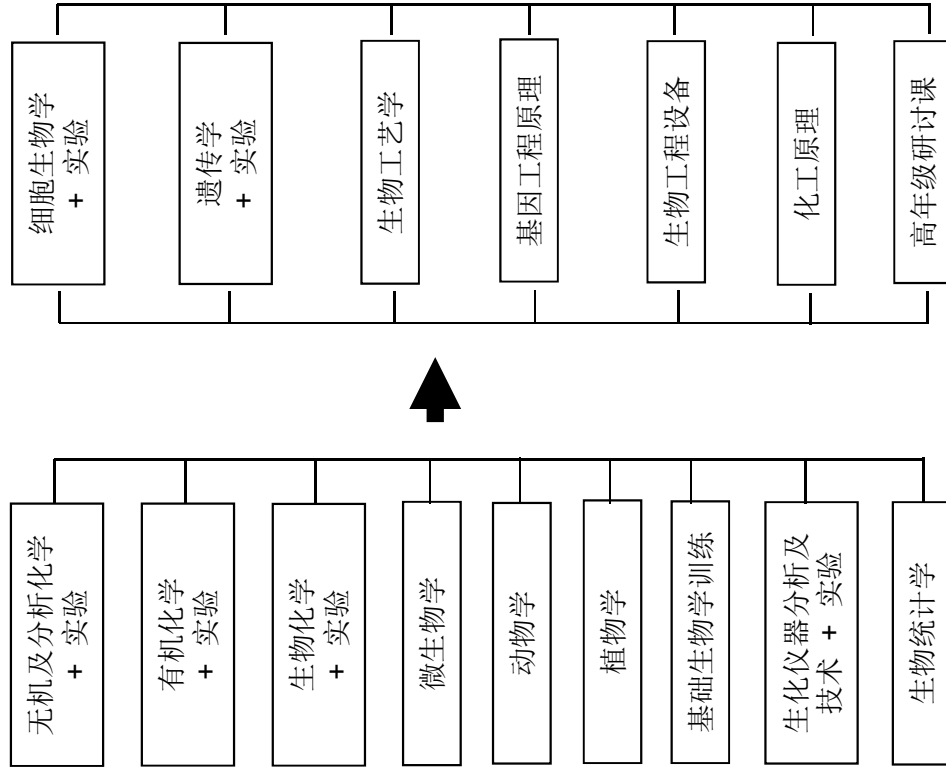 无机及分析化学
+ 实验
有机化学
+ 实验
生物化学
+ 实验
微生物学
动物学
植物学
基础生物学训练
生化仪器分析及
技术 + 实验
生物统计学
细胞生物学
+ 实验
遗传学
+ 实验
生物工艺学
基因工程原理
生物工程设备
化工原理
高年级研讨课